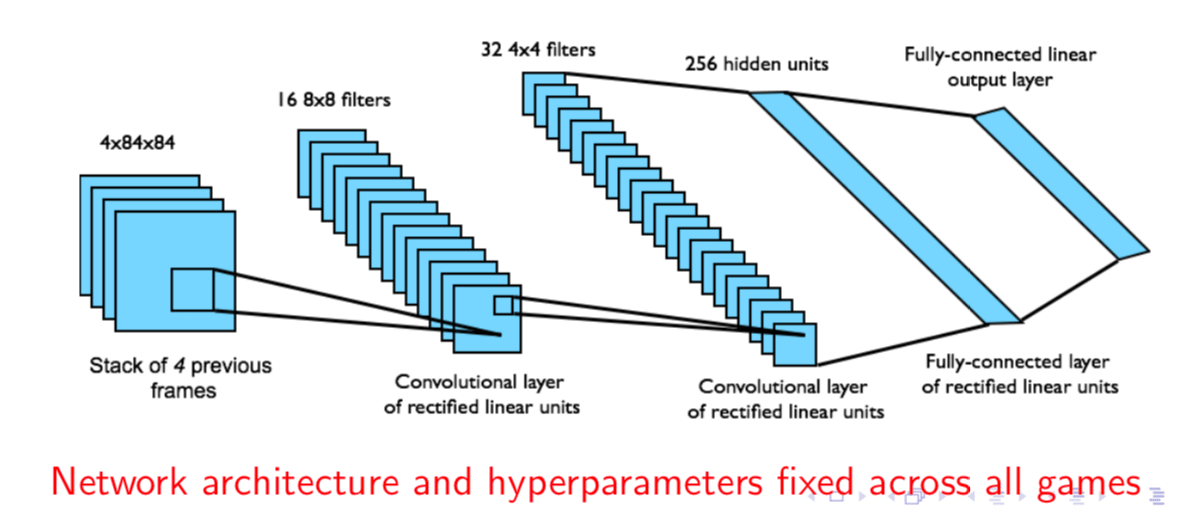 32 4x4 filters
256 hidden units
Fully-connected linear
output layer
16 8x8 filters
4x84x84
Stack of 4 previous
frames
Convolutional layer
of rectified linear units
Convolutional layer
of rectified linear units
Fully-connected layer
of rectified linear units
Network architecture and hyperparameters fixed across all games